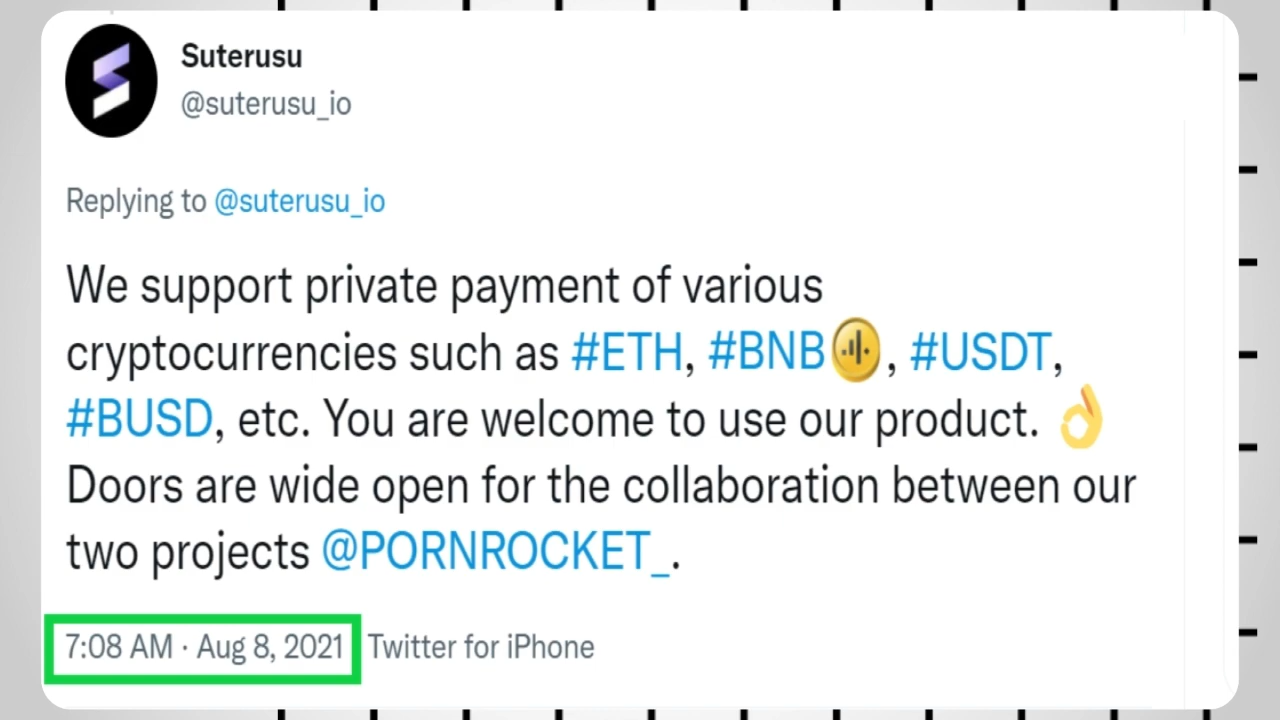 Suterusu
@suterusu_io
Replying to @suterusu_io
We support private payment of various
cryptocurrencies such as #ETH, #BNB, #USDT,
#BUSD, etc. You are welcome to use our product. 👌
Doors are wide open for the collaboration between our
two projects @PORNROCKET_.
7:08 AM · Aug 8, 2021 Twitter for iPhone